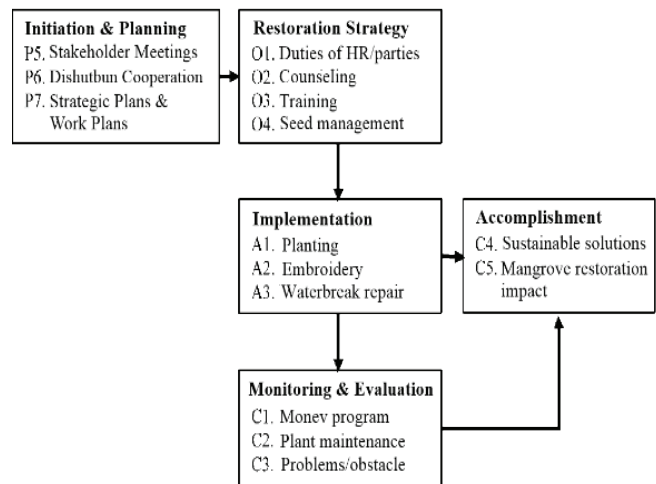 Initiation & Planning
P5. Stakeholder Meetings
P6. Dishutbun Cooperation
P7. Strategic Plans &
Work Plans
Restoration Strategy
O1. Duties of HR/parties
O2. Counseling
O3. Training
O4. Seed management
Implementation
A1. Planting
A2. Embroidery
A3. Waterbreak repair
Accomplishment
C4. Sustainable solutions
C5. Mangrove restoration
impact
Monitoring & Evaluation
C1. Monev program
C2. Plant maintenance
C3. Problems/obstacle